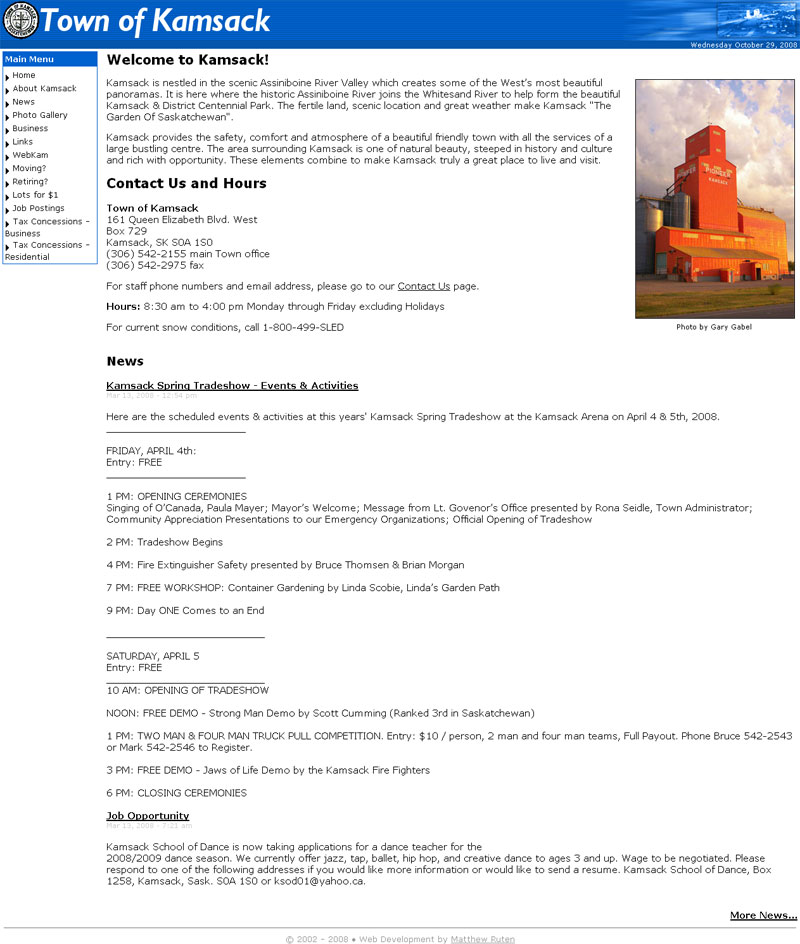 TOWN OF KAMSACK
SASKATCHEWAN
Town of Kamsack
Wednesday October 29, 2008
Main Menu
Home
About Kamsack
News
Photo Gallery
Business
Links
WebKam
Moving?
Retiring?
Lots for $1
Job Postings
Tax Concessions -
Business
Tax Concessions -
Residential
Welcome to Kamsack!
Kamsack is nestled in the scenic Assiniboine River Valley which creates some of the West's most beautiful
panoramas. It is here where the historic Assiniboine River joins the Whitesand River to help form the beautiful
Kamsack & District Centennial Park. The fertile land, scenic location and great weather make Kamsack "The
Garden Of Saskatchewan".
Kamsack provides the safety, comfort and atmosphere of a beautiful friendly town with all the services of a
large bustling centre. The area surrounding Kamsack is one of natural beauty, steeped in history and culture
and rich with opportunity. These elements combine to make Kamsack truly a great place to live and visit.
PIONEER
KAMSACK
Photo by Gary Gabel
Contact Us and Hours
Town of Kamsack
161 Queen Elizabeth Blvd. West
Box 729
Kamsack, SK S0A 1S0
(306) 542-2155 main Town office
(306) 542-2975 fax
For staff phone numbers and email address, please go to our Contact Us page.
Hours: 8:30 am to 4:00 pm Monday through Friday excluding Holidays
For current snow conditions, call 1-800-499-SLED
News
Kamsack Spring Tradeshow - Events & Activities
Mar 13, 2008 - 12:54 pm
Here are the scheduled events & activities at this years' Kamsack Spring Tradeshow at the Kamsack Arena on April 4 & 5th, 2008.
FRIDAY, APRIL 4th:
Entry: FREE
1 PM: OPENING CEREMONIES
Singing of O'Canada, Paula Mayer; Mayor's Welcome; Message from Lt. Govenor's Office presented by Rona Seidle, Town Administrator;
Community Appreciation Presentations to our Emergency Organizations; Official Opening of Tradeshow
2 PM: Tradeshow Begins
4 PM: Fire Extinguisher Safety presented by Bruce Thomsen & Brian Morgan
7 PM: FREE WORKSHOP: Container Gardening by Linda Scobie, Linda's Garden Path
9 PM: Day ONE Comes to an End
SATURDAY, APRIL 5
Entry: FREE
10 AM: OPENING OF TRADESHOW
NOON: FREE DEMO - Strong Man Demo by Scott Cumming (Ranked 3rd in Saskatchewan)
1 PM: TWO MAN & FOUR MAN TRUCK PULL COMPETITION. Entry: $10 / person, 2 man and four man teams, Full Payout. Phone Bruce 542-2543
or Mark 542-2546 to Register.
3 PM: FREE DEMO - Jaws of Life Demo by the Kamsack Fire Fighters
6 PM: CLOSING CEREMONIES
Job Opportunity
Mar 13, 2008 - 7:21 am
Kamsack School of Dance is now taking applications for a dance teacher for the
2008/2009 dance season. We currently offer jazz, tap, ballet, hip hop, and creative dance to ages 3 and up. Wage to be negotiated. Please
respond to one of the following addresses if you would like more information or would like to send a resume. Kamsack School of Dance, Box
1258, Kamsack, Sask. S0A 1S0 or ksod01@yahoo.ca.
More News...
© 2002 - 2008 • Web Development by Matthew Ruten